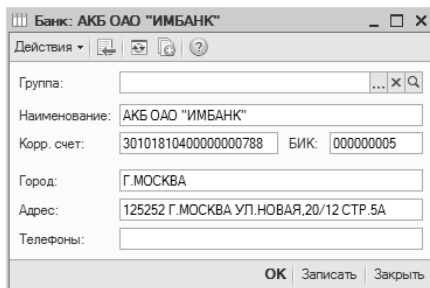 Банк: АКБ ОАО "ИМБАНК"
Действия
Группа:
Наименование: АКБ ОАО "ИМБАНК"
Корр. счет: 30101810400000000788 БИК: 000000005
Город: Г.МОСКВА
Адрес: 125252 Г.МОСКВА УЛ.НОВАЯ,20/12 СТР.5А
Телефоны:
OK Записать Закрыть